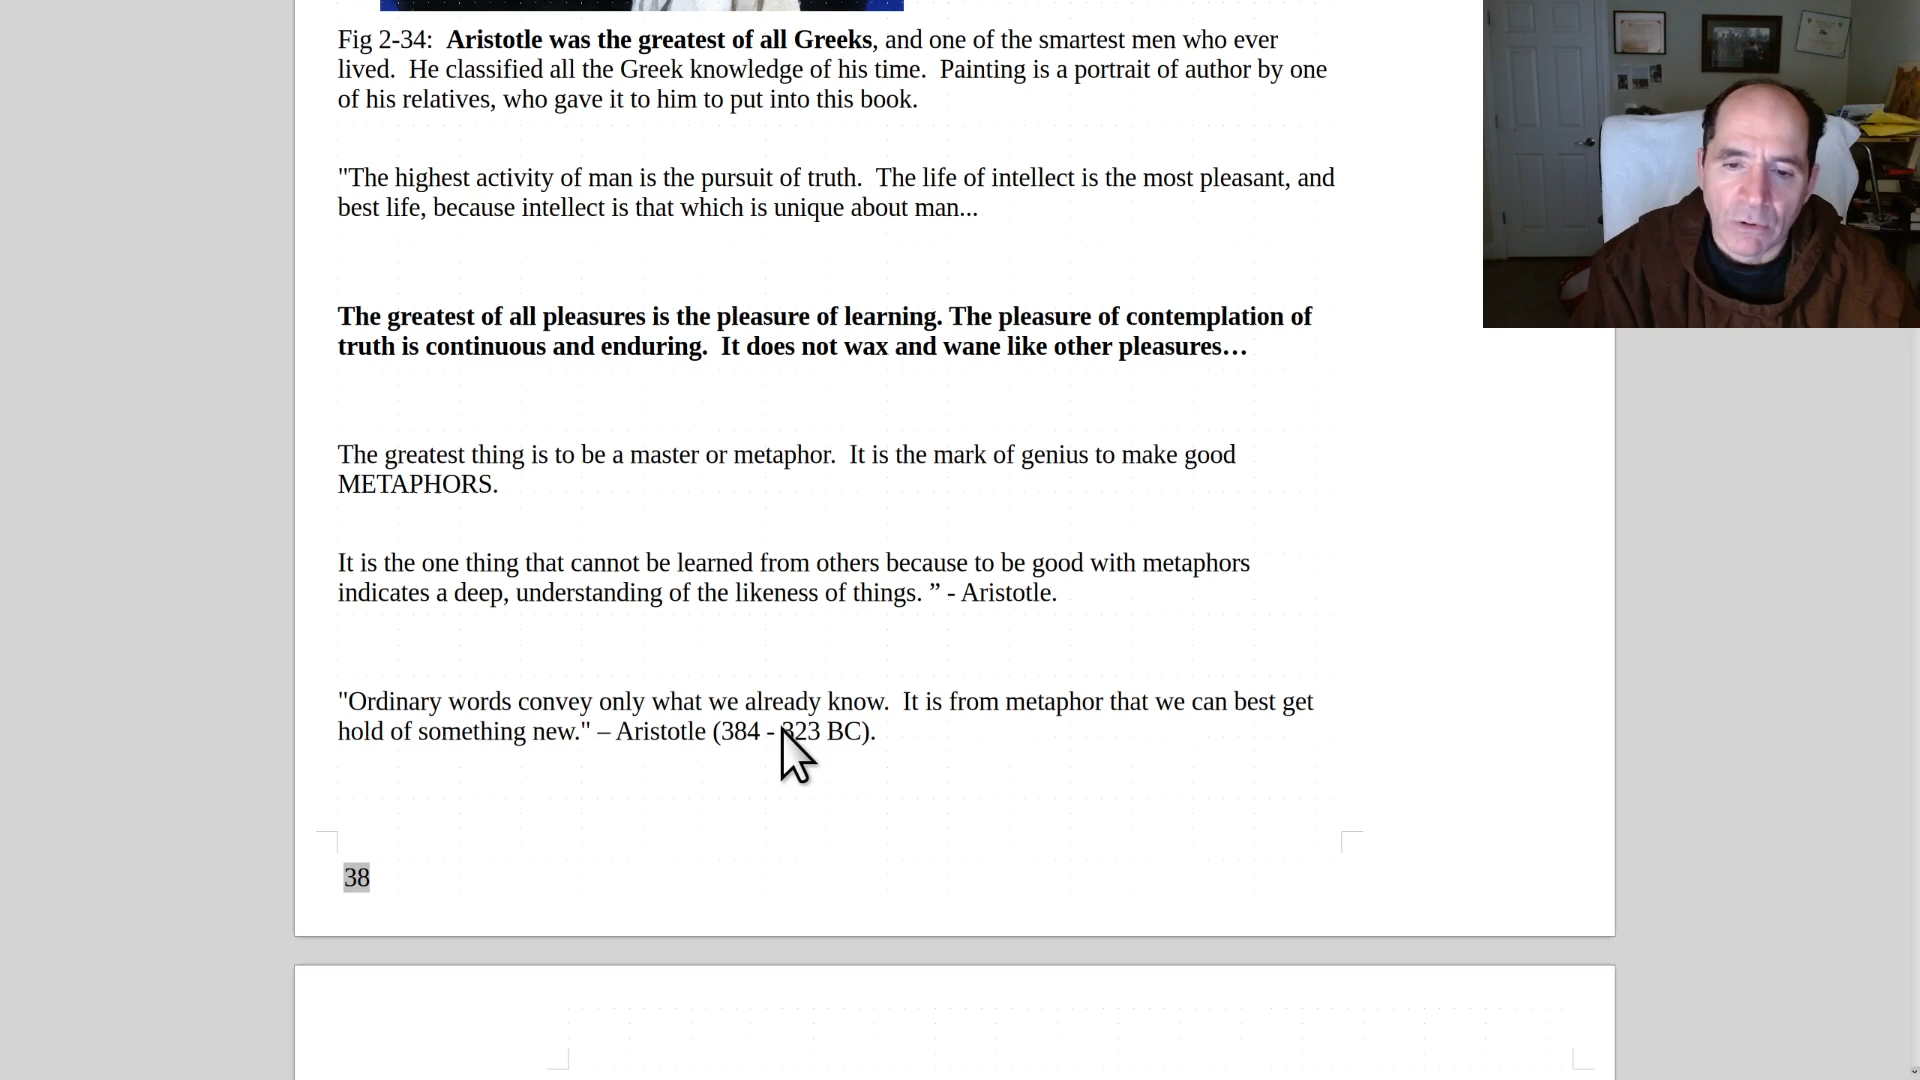 Fig 2-34:  Aristotle was the greatest of all Greeks, and one of the smartest men who ever
lived.  He classified all the Greek knowledge of his time.  Painting is a portrait of author by one
of his relatives, who gave it to him to put into this book.
"The highest activity of man is the pursuit of truth.  The life of intellect is the most pleasant, and
best life, because intellect is that which is unique about man...
The greatest of all pleasures is the pleasure of learning. The pleasure of contemplation of
truth is continuous and enduring.  It does not wax and wane like other pleasures…
The greatest thing is to be a master or metaphor.  It is the mark of genius to make good
METAPHORS.
It is the one thing that cannot be learned from others because to be good with metaphors
indicates a deep, understanding of the likeness of things. ” - Aristotle.
"Ordinary words convey only what we already know.  It is from metaphor that we can best get
hold of something new." – Aristotle (384 - 323 BC).
38